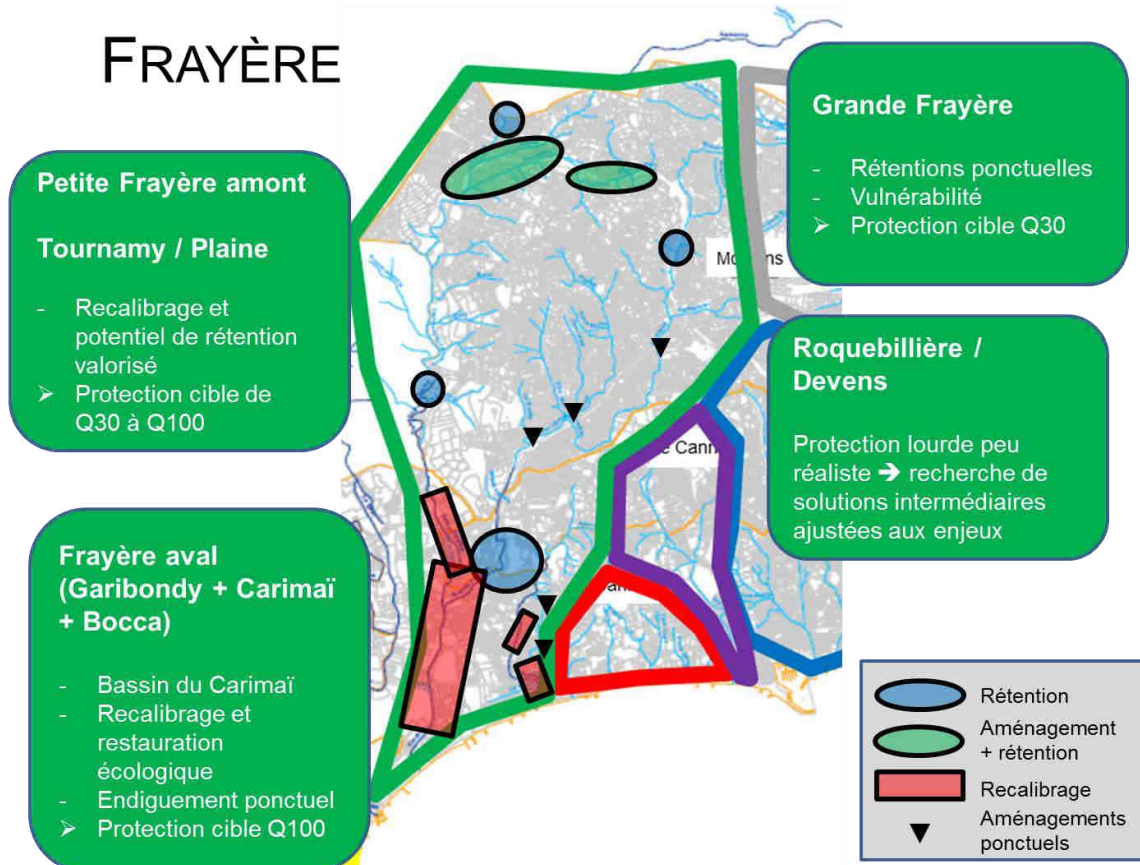 FRAYÈRE
Petite Frayère amont
Tournamy / Plaine
- Recalibrage et
potentiel de rétention
valorisé
➢ Protection cible de
Q30 à Q100
Frayère aval
(Garibondy + Carimaï
+ Bocca)
- Bassin du Carimaï
- Recalibrage et
restauration
écologique
- Endiguement ponctuel
➢ Protection cible Q100
Grande Frayère
- Rétentions ponctuelles
- Vulnérabilité
➢ Protection cible Q30
Roquebillière /
Devens
Protection lourde peu
réaliste ➔ recherche de
solutions intermédiaires
ajustées aux enjeux
Rétention
Aménagement
+ rétention
Recalibrage
Aménagements
ponctuels